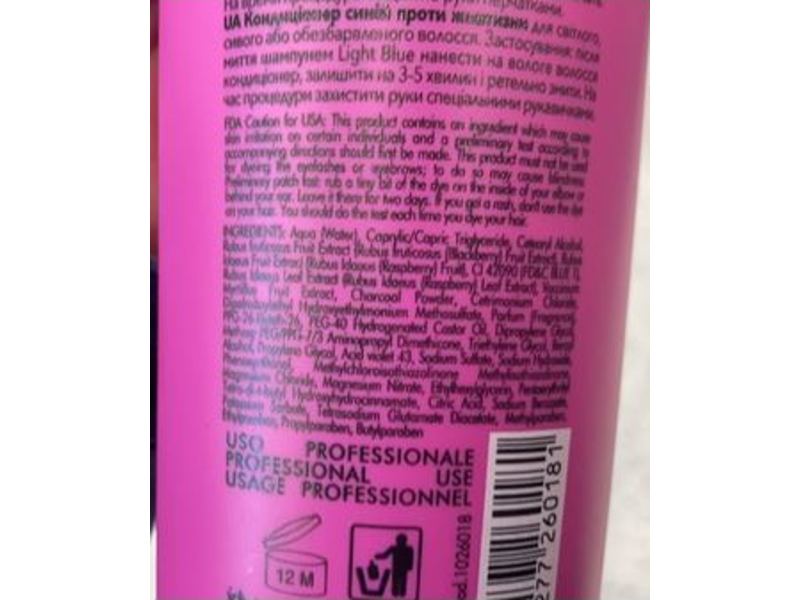 UA Кондиціонер синій проти жовтизни для світлого,
сивого або обезбарвленого волосся. Застосування: після
миття шампунем Light Blue нанести на вологе волосся
кондиціонер, залишити на 3-5 хвилин і ретельно змити. На
час процедури захистити руки спеціальними рукавичками.
FDA Caution for USA: This product contains an ingredient which may cause
skin irritation on certain individuals and a preliminary test according to
accompanying directions should first be made. This product must not be used
for dyeing the eyelashes or eyebrows; to do so may cause blindness.
Preliminary patch test: rub a tiny bit of the dye on the inside of your elbow or
behind your ear. Leave it there for two days. If you get a rash, don't use the dye
on your hair. You should do the test each time you dye your hair.
INGREDIENTS: Aqua (Water), Caprylic/Capric Triglyceride, Cetearyl Alcohol,
Rubus fruticosus Fruit Extract (Rubus fruticosus (Blackberry) Fruit Extract), Rubus
Idaeus Fruit Extract (Rubus Idaeus (Raspberry) Fruit), CI 42090 (FD&C BLUE 1),
Rubus Idaeus Leaf Extract (Rubus Idaeus (Raspberry) Leaf Extract), Vaccinium
Myrtillus Fruit Extract, Charcoal Powder, Cetrimonium Chloride,
Hydroxyethylmonium Methosulfate, Parfum (Fragrance),
PEG-40 Hydrogenated Castor Oil, Dipropylene Glycol,
Methoxy PEG/PPG-7/3 Aminopropyl Dimethicone, Triethylene Glycol, Benzyl
Alcohol, Propylene Glycol, Acid violet 43, Sodium Sulfate, Sodium Hydroxide,
Phenoxyethanol, Methylchloroisothiazolinone
Chloride, Magnesium Nitrate, Ethylhexylglycerin,
Hydroxyhydrocinnamate, Citric Acid, Sodium Benzoate,
Potassium Sorbate, Tetrasodium Glutamate Diacetate, Methylparaben,
Ethylparaben, Propylparaben, Butylparaben
USO PROFESSIONALE
PROFESSIONAL USE
USAGE PROFESSIONNEL
12 M
od.1026018
277 260181